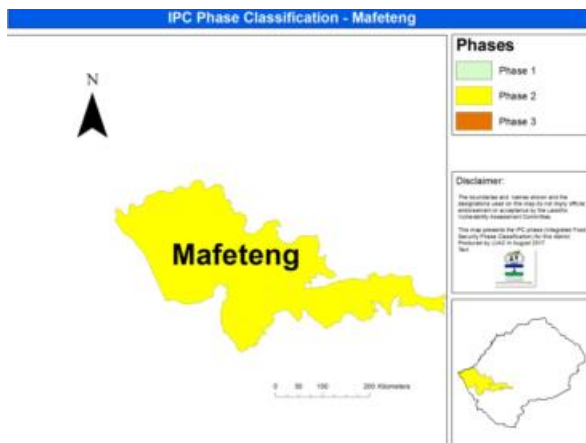 IPC Phase Classification - Mafeteng
N
Mafeteng
0 50 100 200 Kilometers
Phases
Phase 1
Phase 2
Phase 3
Disclaimer:
The boundaries and names shown and the
designations used on this map do not imply official
endorsement or acceptance by the Lesotho
Vulnerability Assessment Committee.
This map presents the IPC phase (Integrated Food
Security Phase Classification) for this district
Produced by LVAC in August 2017
Text